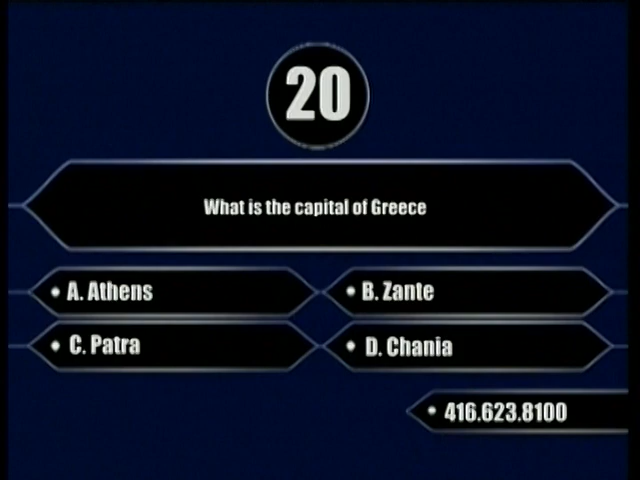 20
What is the capital of Greece
A. Athens
B. Zante
C. Patra
D. Chania
416.623.8100